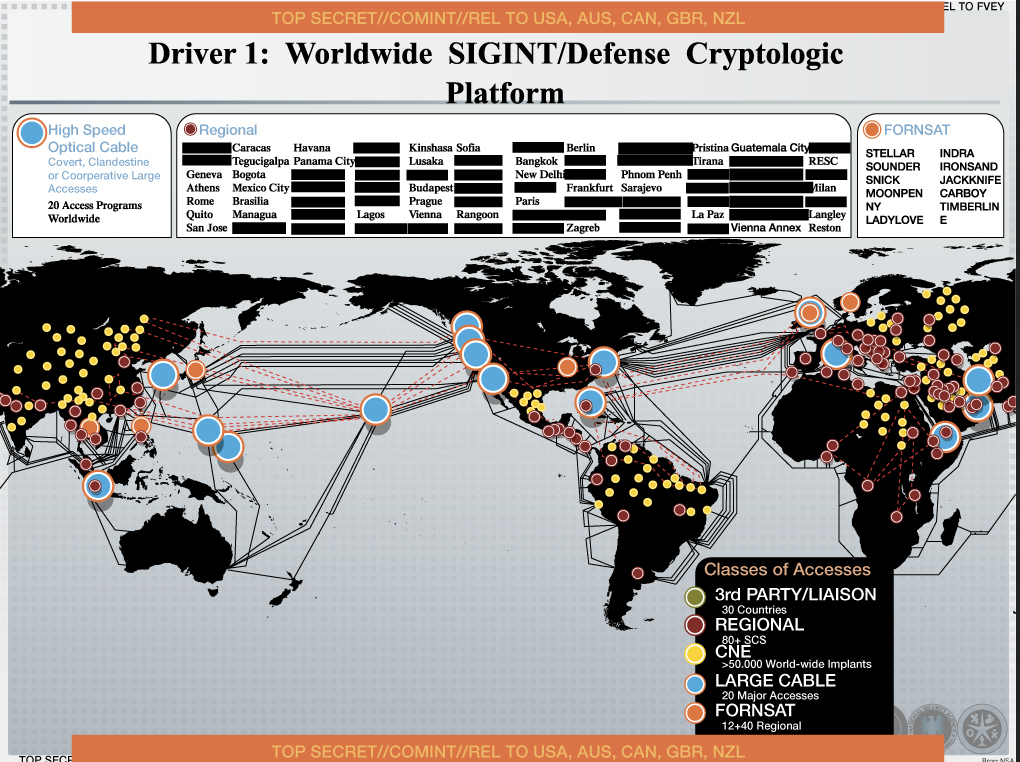 EL TO FVEY
TOP SECRET//COMINT//REL TO USA, AUS, CAN, GBR, NZL
Driver 1: Worldwide SIGINT/Defense Cryptologic
Platform
High Speed
Optical Cable
Covert, Clandestine
or Coorperative Large
Accesses
20 Access Programs
Worldwide
Regional
Caracas Havana Kinshasa Sofia Berlin Pristina Guatemala City
Tegucigalpa Panama City Lusaka Bangkok Tirana RESC
Geneva Bogota New Delhi Phnom Penh
Athens Mexico City Budapest Frankfurt Sarajevo Milan
Rome Brasilia Prague Paris
Quito Managua Lagos Vienna Rangoon La Paz Langley
San Jose Zagreb Vienna Annex Reston
FORNSAT
STELLAR INDRA
SOUNDER IRONSAND
SNICK JACKKNIFE
MOONPEN CARBOY
NY TIMBERLIN
LADYLOVE E
Classes of Accesses
3rd PARTY/LIAISON
30 Countries
REGIONAL
80+ SCS
CNE
>50.000 World-wide Implants
LARGE CABLE
20 Major Accesses
FORNSAT
12+40 Regional
TOP SECRET//COMINT//REL TO USA, AUS, CAN, GBR, NZL